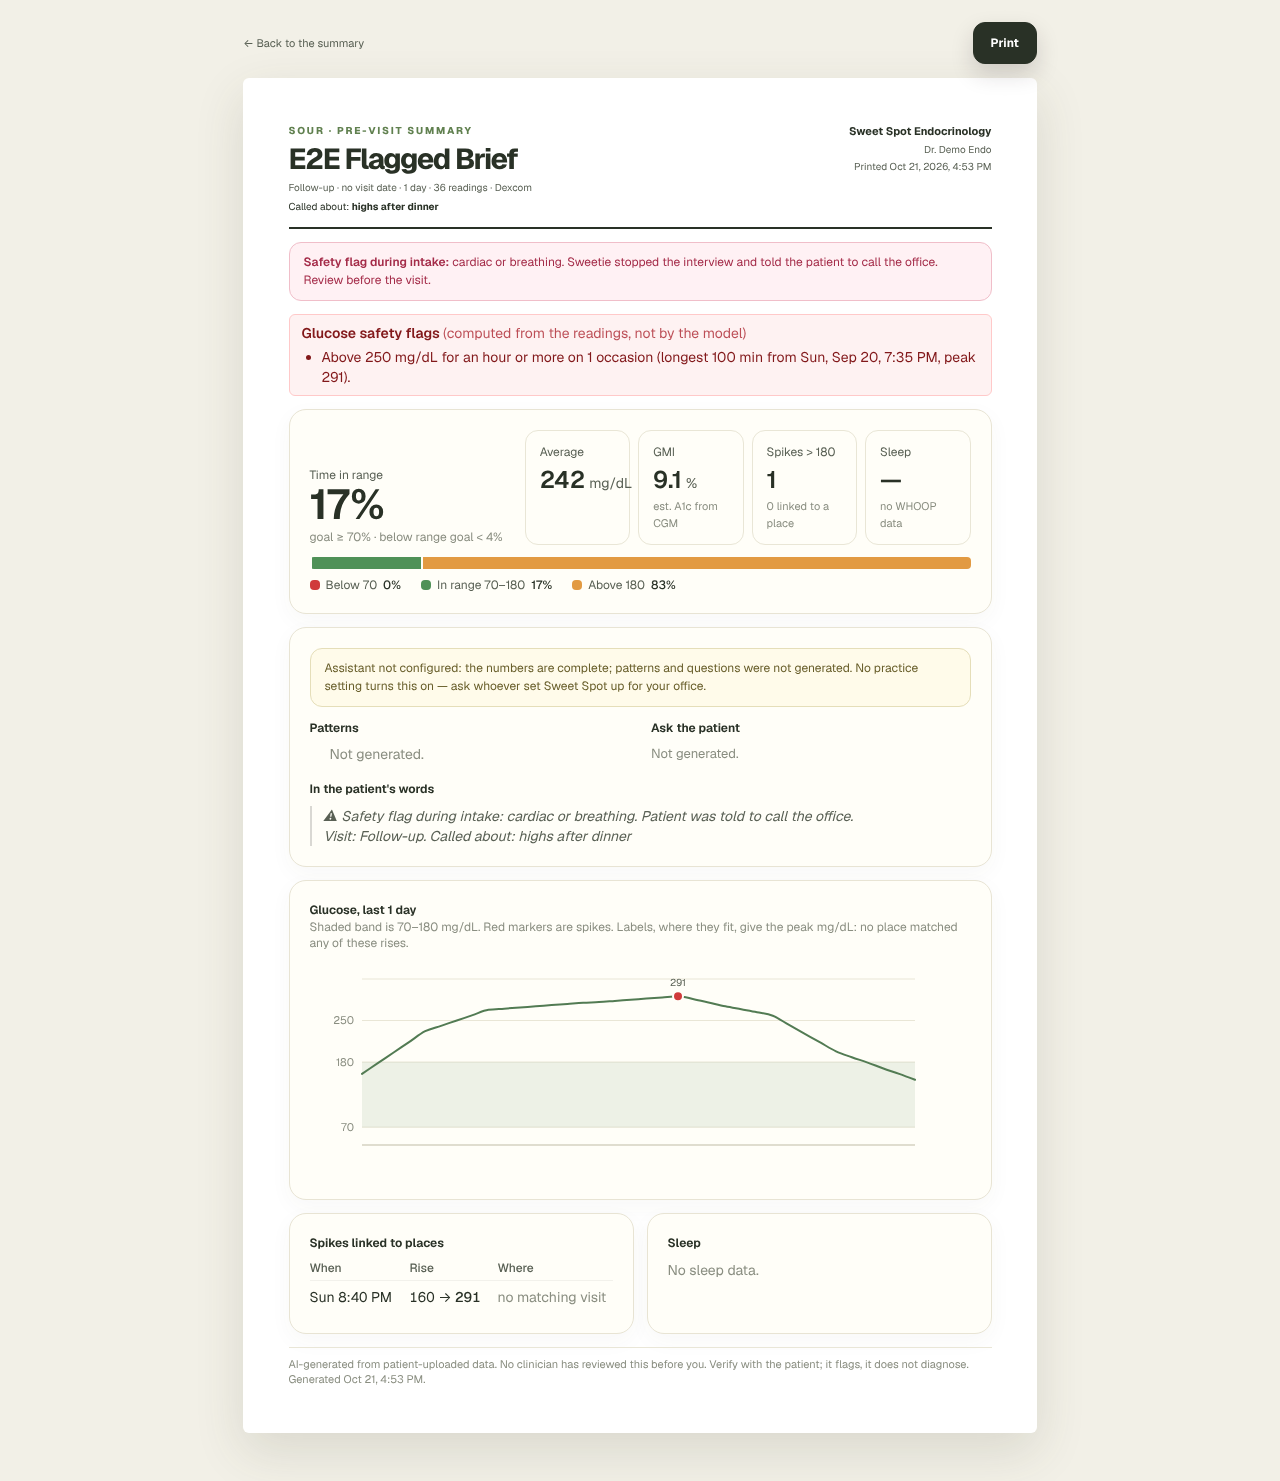 ← Back to the summary
Print
SOUR · PRE-VISIT SUMMARY
E2E Flagged Brief
Follow-up · no visit date · 1 day · 36 readings · Dexcom
Called about: highs after dinner
Sweet Spot Endocrinology
Dr. Demo Endo
Printed Oct 21, 2026, 4:53 PM
Safety flag during intake: cardiac or breathing. Sweetie stopped the interview and told the patient to call the office.
Review before the visit.
Glucose safety flags (computed from the readings, not by the model)
• Above 250 mg/dL for an hour or more on 1 occasion (longest 100 min from Sun, Sep 20, 7:35 PM, peak
291).
Time in range
17%
goal ≥ 70% · below range goal < 4%
Average
242 mg/dL
GMI
9.1 %
est. A1c from
CGM
Spikes > 180
1
0 linked to a
place
Sleep
—
no WHOOP
data
Below 70 0%
In range 70–180 17%
Above 180 83%
Assistant not configured: the numbers are complete; patterns and questions were not generated. No practice
setting turns this on — ask whoever set Sweet Spot up for your office.
Patterns
Not generated.
Ask the patient
Not generated.
In the patient's words
⚠ Safety flag during intake: cardiac or breathing. Patient was told to call the office.
Visit: Follow-up. Called about: highs after dinner
Glucose, last 1 day
Shaded band is 70–180 mg/dL. Red markers are spikes. Labels, where they fit, give the peak mg/dL: no place matched
any of these rises.
291
250
180
70
Spikes linked to places
When Rise Where
Sun 8:40 PM 160 → 291 no matching visit
Sleep
No sleep data.
AI-generated from patient-uploaded data. No clinician has reviewed this before you. Verify with the patient; it flags, it does not diagnose.
Generated Oct 21, 4:53 PM.